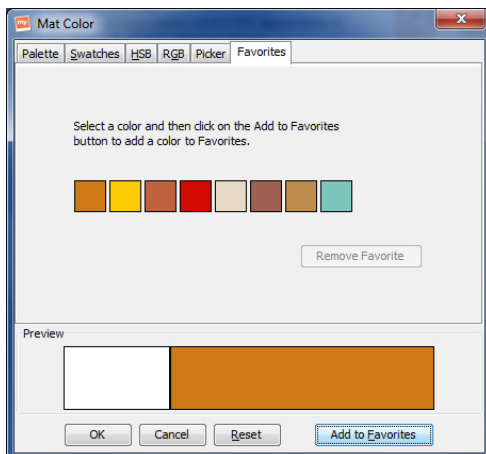 my Mat Color
Palette Swatches HSB RGB Picker Favorites
Select a color and then click on the Add to Favorites
button to add a color to Favorites.
Remove Favorite
Preview
OK Cancel Reset Add to Favorites